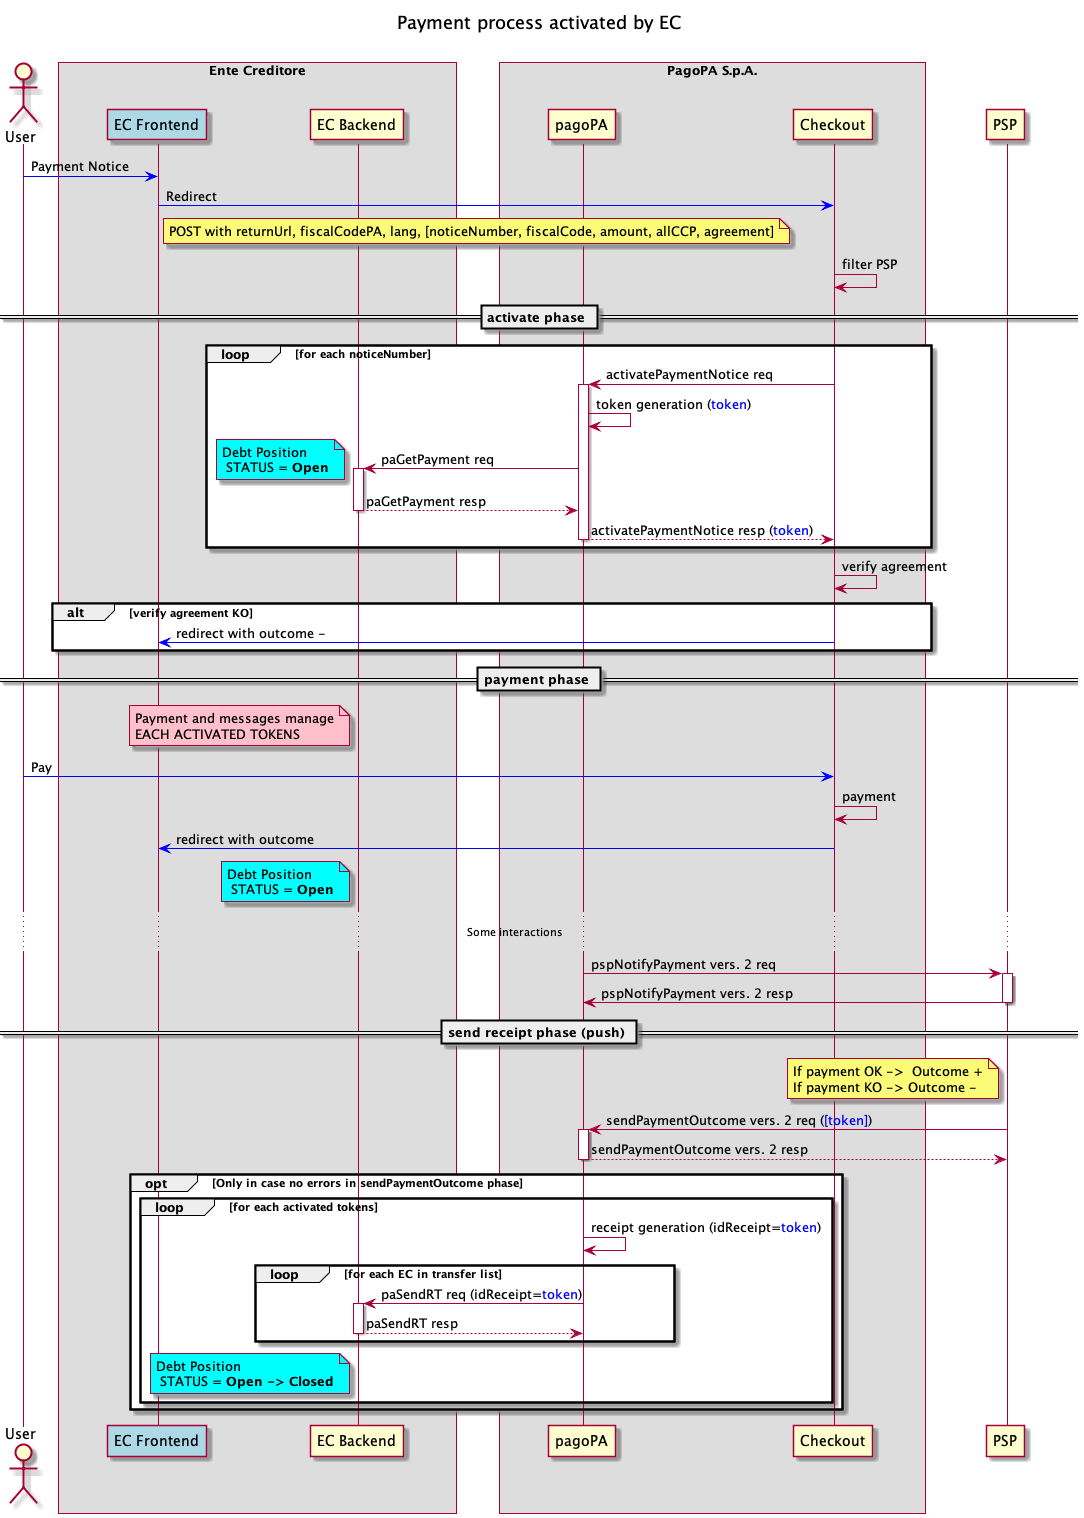 Payment process activated by EC
Ente Creditore
PagoPA S.p.A.
User
EC Frontend
EC Backend
pagoPA
Checkout
PSP
Payment Notice
Redirect
POST with returnUrl, fiscalCodePA, lang, [noticeNumber, fiscalCode, amount, allCCP, agreement]
filter PSP
activate phase
loop
[for each noticeNumber]
activatePaymentNotice req
token generation (token)
Debt Position
STATUS = Open
paGetPayment req
paGetPayment resp
activatePaymentNotice resp (token)
verify agreement
alt
[verify agreement KO]
redirect with outcome -
payment phase
Payment and messages manage
EACH ACTIVATED TOKENS
Pay
payment
redirect with outcome
Debt Position
STATUS = Open
Some interactions
pspNotifyPayment vers. 2 req
pspNotifyPayment vers. 2 resp
send receipt phase (push)
If payment OK -> Outcome +
If payment KO -> Outcome -
sendPaymentOutcome vers. 2 req ([token])
sendPaymentOutcome vers. 2 resp
opt
[Only in case no errors in sendPaymentOutcome phase]
loop
[for each activated tokens]
receipt generation (idReceipt=token)
loop
[for each EC in transfer list]
paSendRT req (idReceipt=token)
paSendRT resp
Debt Position
STATUS = Open -> Closed
User
EC Frontend
EC Backend
pagoPA
Checkout
PSP